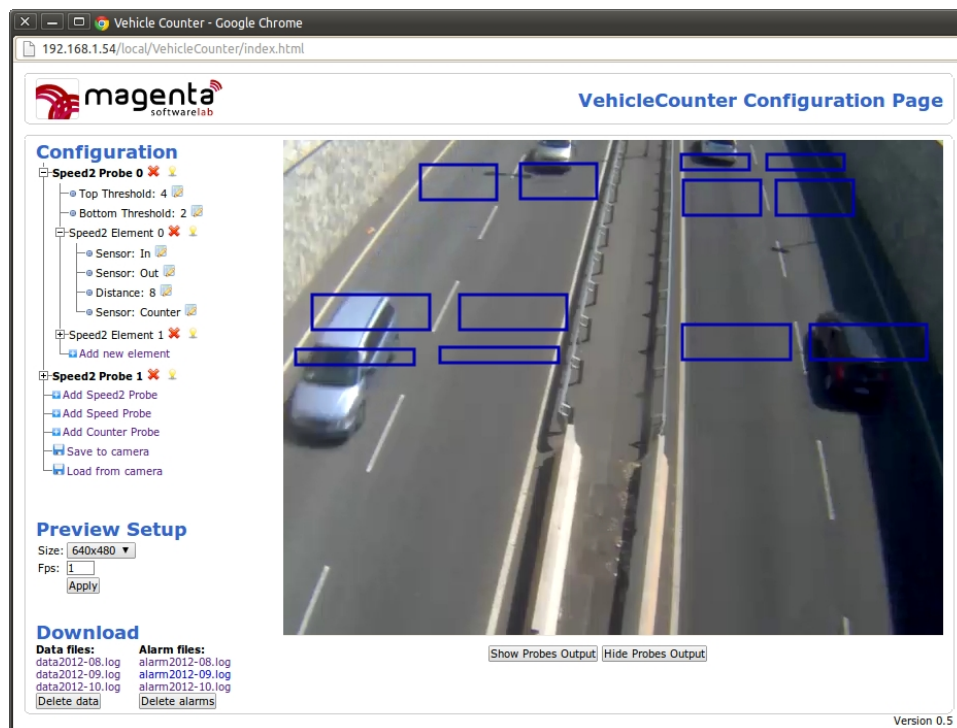 Vehicle Counter - Google Chrome
192.168.1.54/local/VehicleCounter/index.html
magenta
softwarelab
VehicleCounter Configuration Page
Configuration
Speed2 Probe 0
Top Threshold: 4
Bottom Threshold: 2
Speed2 Element 0
Sensor: In
Sensor: Out
Distance: 8
Sensor: Counter
Speed2 Element 1
Add new element
Speed2 Probe 1
Add Speed2 Probe
Add Speed Probe
Add Counter Probe
Save to camera
Load from camera
Preview Setup
Size: 640x480
Fps: 1
Apply
Download
Data files: Alarm files:
data2012-08.log alarm2012-08.log
data2012-09.log alarm2012-09.log
data2012-10.log alarm2012-10.log
Delete data Delete alarms
Show Probes Output Hide Probes Output
Version 0.5